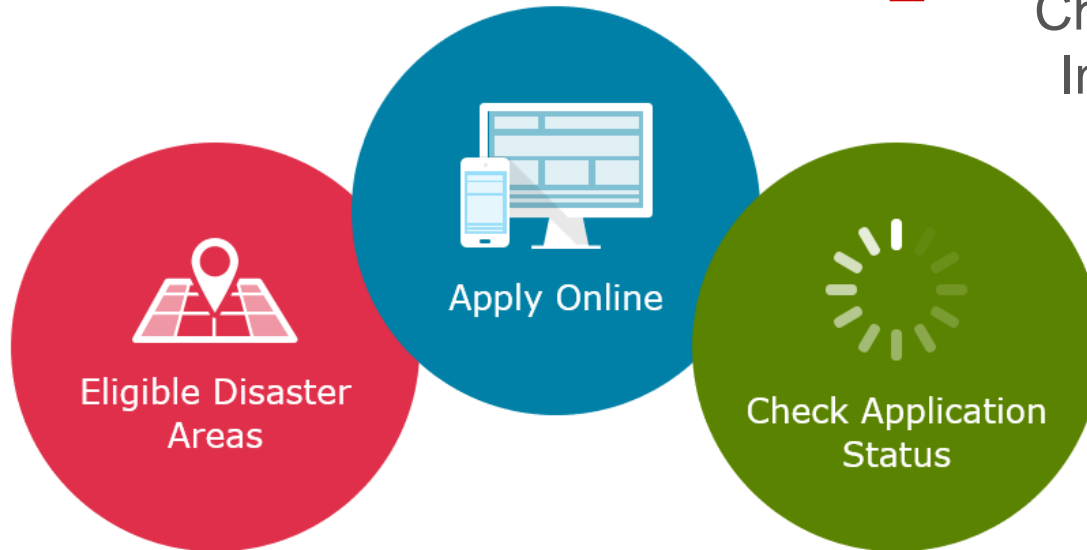 Apply Online
Eligible Disaster
Areas
Check Application
Status